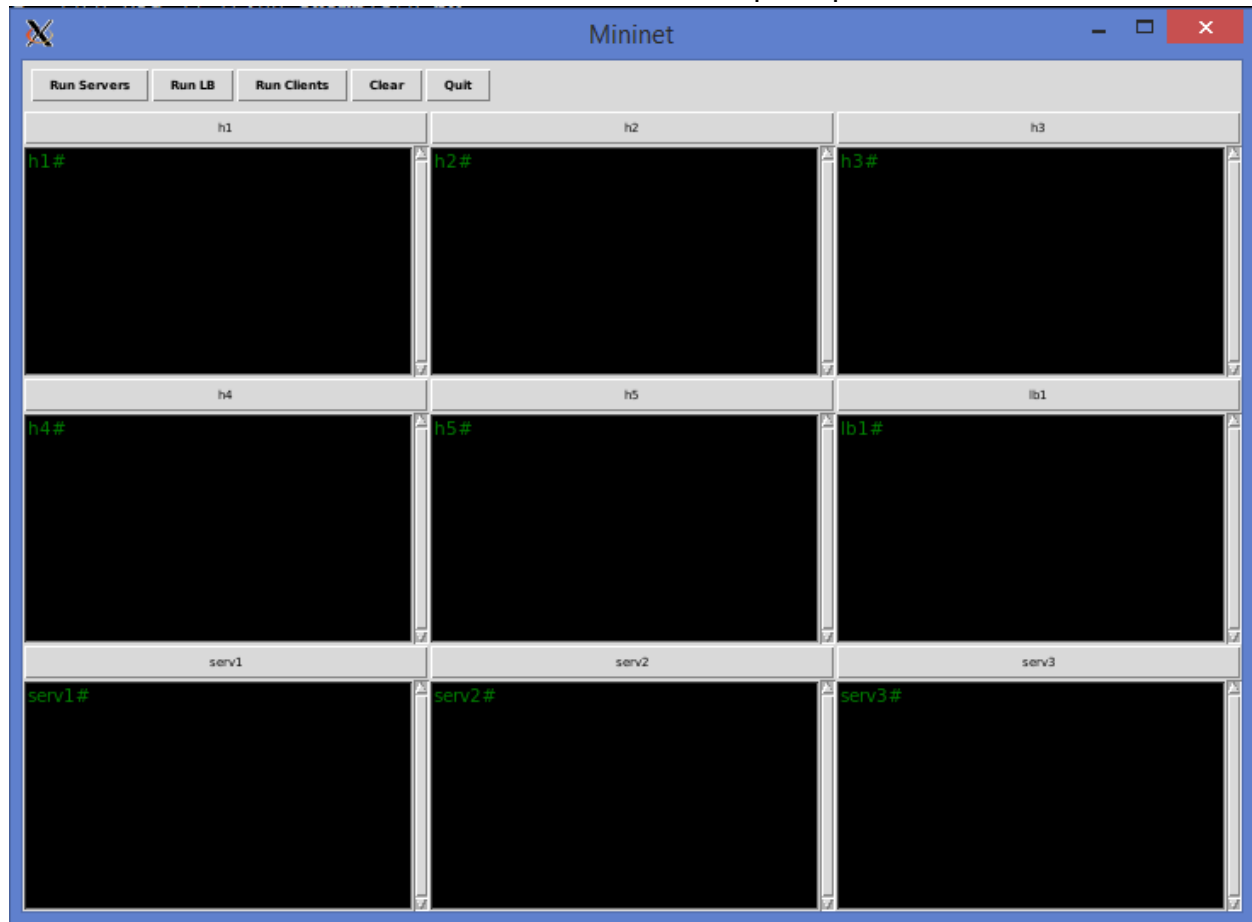 Mininet
Run Servers Run LB Run Clients Clear Quit
h1 h2 h3
h1# h2# h3#
h4 h5 lb1
h4# h5# lb1#
serv1 serv2 serv3
serv1# serv2# serv3#